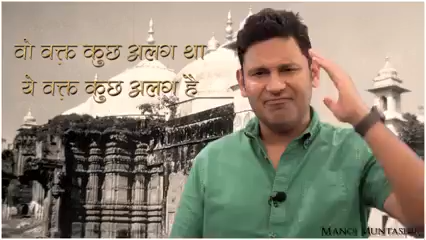 वो वक़्त कुछ अलग था
ये वक़्त कुछ अलग है
MANOJ MUNTASHIR